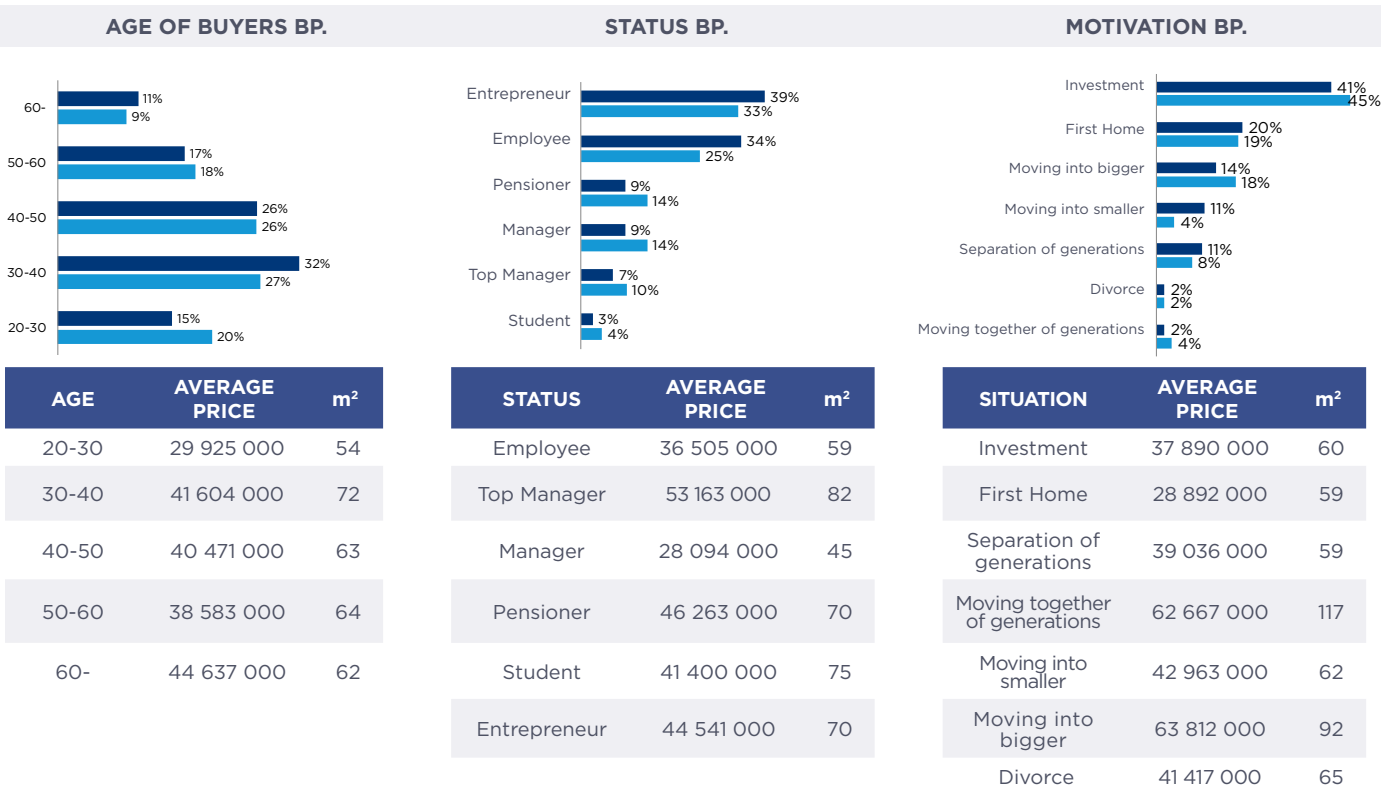 AGE OF BUYERS BP.
60-
11%
9%
50-60
17%
18%
40-50
26%
26%
30-40
32%
27%
20-30
15%
20%
AGE AVERAGE PRICE m²
20-30 29 925 000 54
30-40 41 604 000 72
40-50 40 471 000 63
50-60 38 583 000 64
60- 44 637 000 62
STATUS BP.
Entrepreneur
39%
33%
Employee
34%
25%
Pensioner
9%
14%
Manager
9%
14%
Top Manager
7%
10%
Student
3%
4%
STATUS AVERAGE PRICE m²
Employee 36 505 000 59
Top Manager 53 163 000 82
Manager 28 094 000 45
Pensioner 46 263 000 70
Student 41 400 000 75
Entrepreneur 44 541 000 70
MOTIVATION BP.
Investment
41%
45%
First Home
20%
19%
Moving into bigger
14%
18%
Moving into smaller
11%
4%
Separation of generations
11%
8%
Divorce
2%
2%
Moving together of generations
2%
4%
SITUATION AVERAGE PRICE m²
Investment 37 890 000 60
First Home 28 892 000 59
Separation of
generations 39 036 000 59
Moving together
of generations 62 667 000 117
Moving into
smaller 42 963 000 62
Moving into
bigger 63 812 000 92
Divorce 41 417 000 65